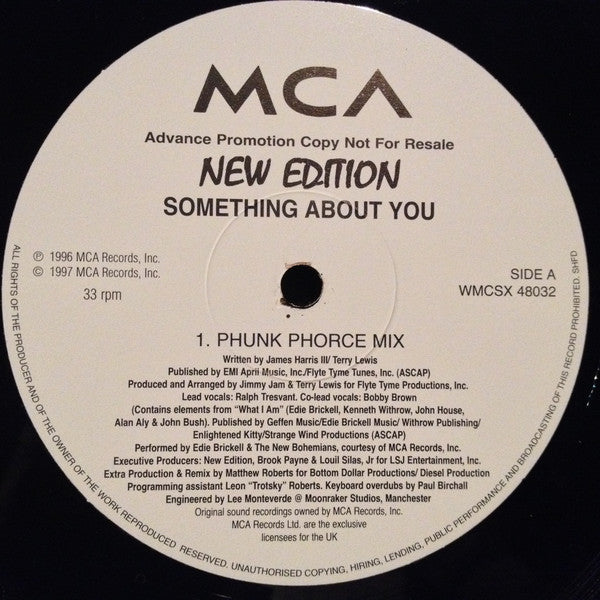 MCA
Advance Promotion Copy Not For Resale
NEW EDITION
SOMETHING ABOUT YOU
℗ 1996 MCA Records, Inc.
© 1997 MCA Records, Inc.
33 rpm
SIDE A
WMCSX 48032
1. PHUNK PHORCE MIX
Written by James Harris III/ Terry Lewis
Published by EMI April Music, Inc./Flyte Tyme Tunes, Inc. (ASCAP)
Produced and Arranged by Jimmy Jam & Terry Lewis for Flyte Tyme Productions, Inc.
Lead vocals: Ralph Tresvant. Co-lead vocals: Bobby Brown
(Contains elements from "What I Am" (Edie Brickell, Kenneth Withrow, John House,
Alan Aly & John Bush). Published by Geffen Music/Edie Brickell Music/ Withrow Publishing/
Enlightened Kitty/Strange Wind Productions (ASCAP)
Performed by Edie Brickell & The New Bohemians, courtesy of MCA Records, Inc.
Executive Producers: New Edition, Brook Payne & Louil Silas, Jr for LSJ Entertainment, Inc.
Extra Production & Remix by Matthew Roberts for Bottom Dollar Productions/ Diesel Production
Programming assistant Leon "Trotsky" Roberts. Keyboard overdubs by Paul Birchall
Engineered by Lee Monteverde @ Moonraker Studios, Manchester
Original sound recordings owned by MCA Records, Inc.
MCA Records Ltd. are the exclusive
licensees for the UK
ALL RIGHTS OF THE PRODUCER AND OF THE OWNER OF THE WORK REPRODUCED RESERVED. UNAUTHORISED COPYING, HIRING, LENDING, PUBLIC PERFORMANCE AND BROADCASTING OF THIS RECORD PROHIBITED. SHFD